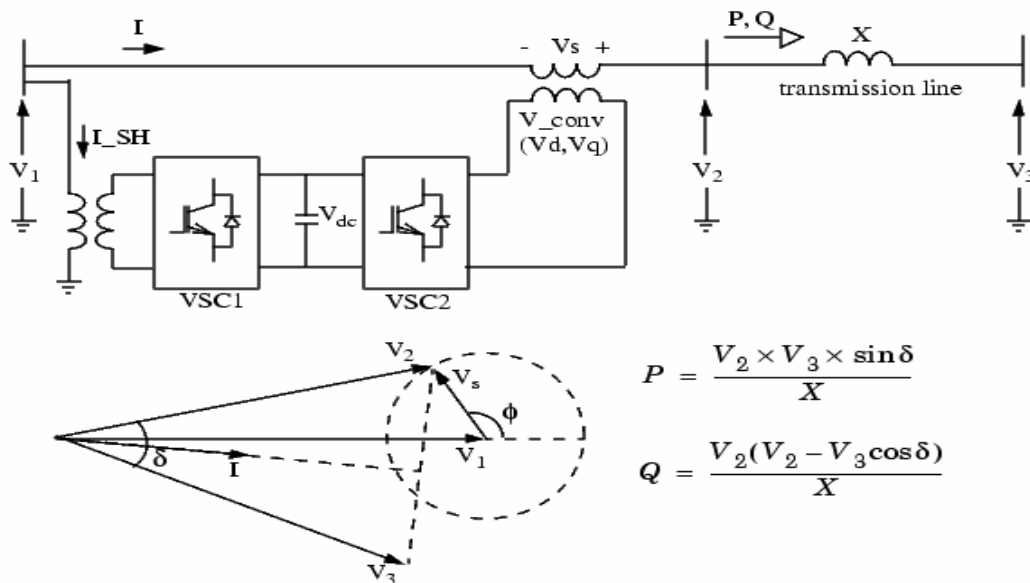 I
- Vs +
P, Q
X
transmission line
I_SH
V_conv
(Vd,Vq)
V1
V2
V3
Vdc
VSC1
VSC2
V2
Vs
ϕ
V1
δ
I
V3
P = V2 × V3 × sin δ / X
Q = V2(V2 − V3cos δ) / X